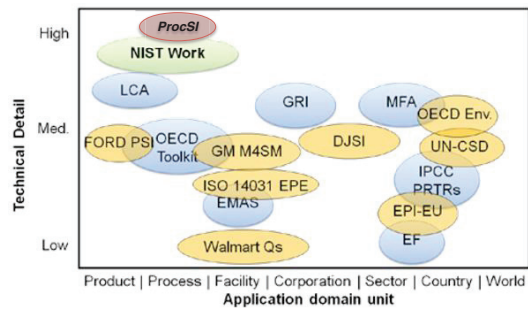 High
ProcSI
NIST Work
LCA
GRI
MFA
OECD Env.
Med.
FORD PSI
OECD
Toolkit
GM M4SM
DJSI
UN-CSD
ISO 14031 EPE
IPCC
PRTRs
EMAS
EPI-EU
Low
Walmart Qs
EF
Technical Detail
Product | Process | Facility | Corporation | Sector | Country | World
Application domain unit